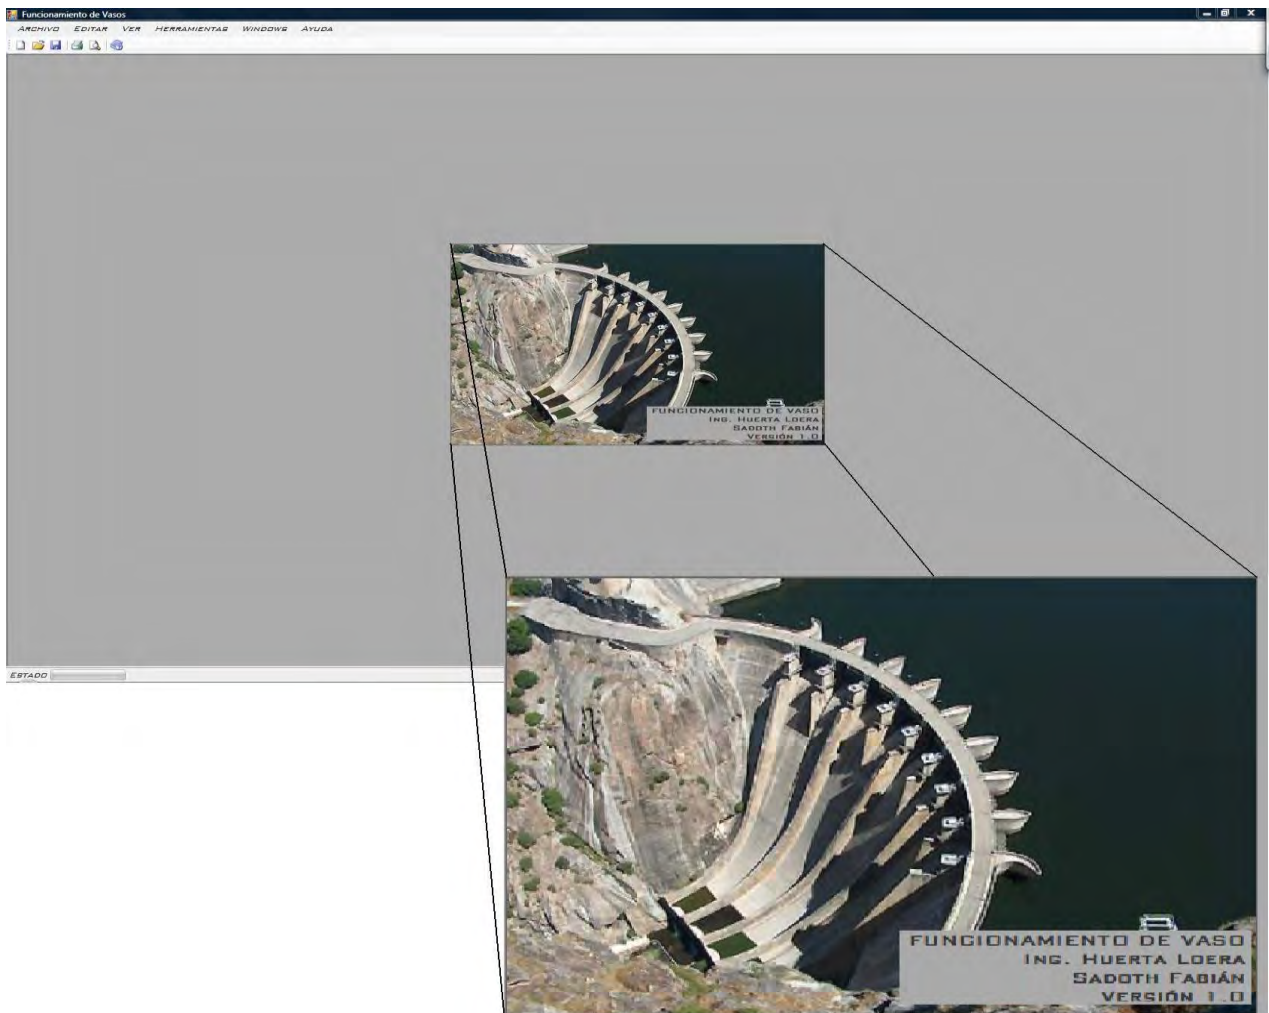 Funcionamiento de Vasos
ARCHIVO EDITAR VER HERRAMIENTAS WINDOWS AYUDA
FUNCIONAMIENTO DE VASO
ING. HUERTA LOERA
SADOTH FABIÁN
VERSIÓN 1.0
ESTADO
FUNCIONAMIENTO DE VASO
ING. HUERTA LOERA
SADOTH FABIÁN
VERSIÓN 1.0